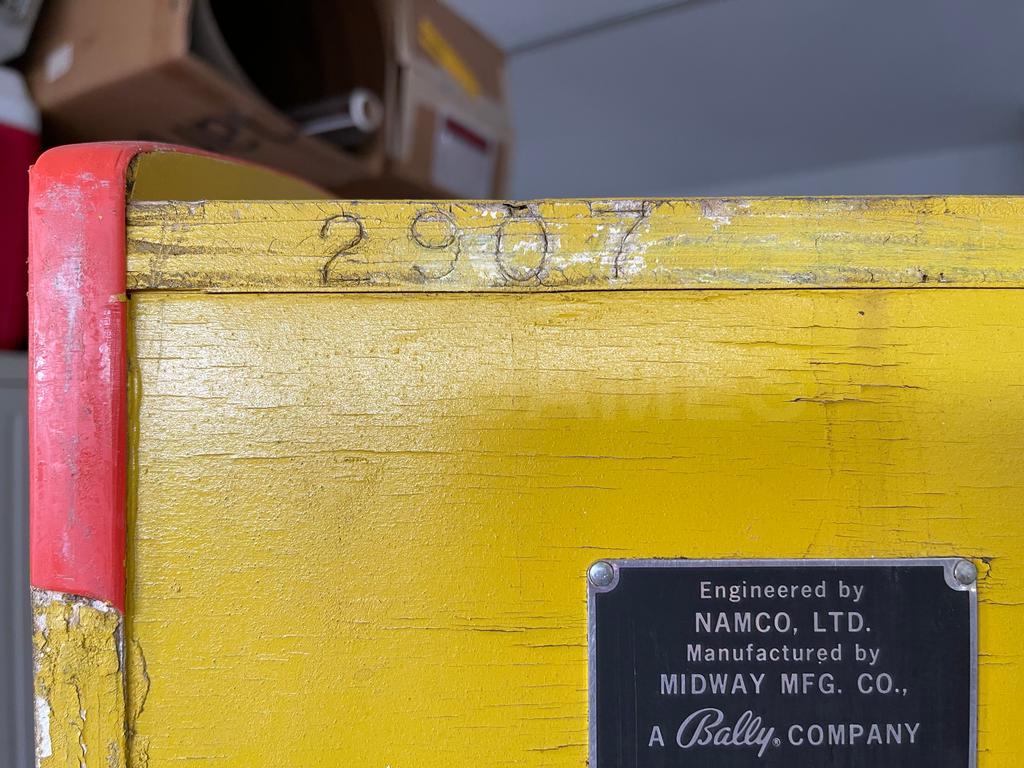 2907
Engineered by
NAMCO, LTD.
Manufactured by
MIDWAY MFG. CO.,
A Bally® COMPANY